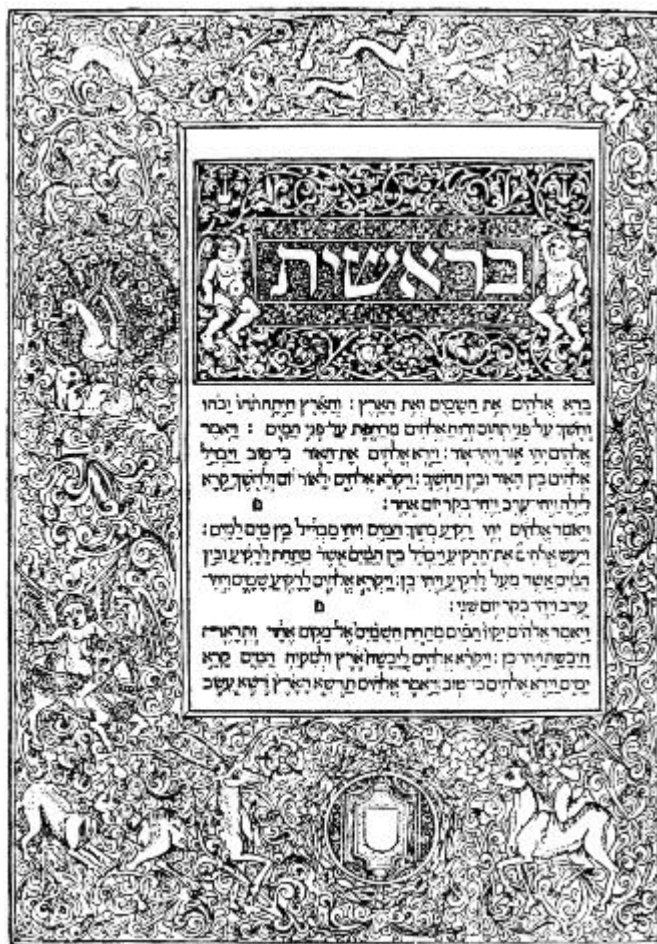 בראשית
ברא אלהים את השמים ואת הארץ : והארץ היתה תהו ובהו
וחשך על פני תהום ורוח אלהים מרחפת על פני המים : ויאמר
אלהים יהי אור ויהי אור : וירא אלהים את האור כי־טוב ויבדל
אלהים בין האור ובין החשך : ויקרא אלהים לאור יום ולחשך קרא
לילה ויהי ערב ויהי בקר יום אחד : פ
ויאמר אלהים יהי רקיע בתוך המים ויהי מבדיל בין מים למים :
ויעש אלהים את־הרקיע ויבדל בין המים אשר מתחת לרקיע ובין
המים אשר מעל לרקיע ויהי כן : ויקרא אלהים לרקיע שמים ויהי־
ערב ויהי בקר יום שני : פ
ויאמר אלהים יקוו המים מתחת השמים אל מקום אחד ותראה
היבשה ויהי כן : ויקרא אלהים ליבשה ארץ ולמקוה המים קרא
ימים וירא אלהים כי־טוב ויאמר אלהים תדשא הארץ דשא עשב